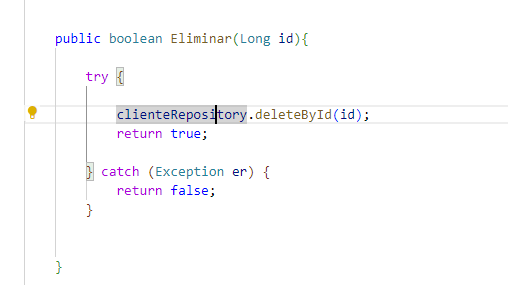 public boolean Eliminar(Long id){
try {
clienteRepository.deleteById(id);
return true;
} catch (Exception er) {
return false;
}
}